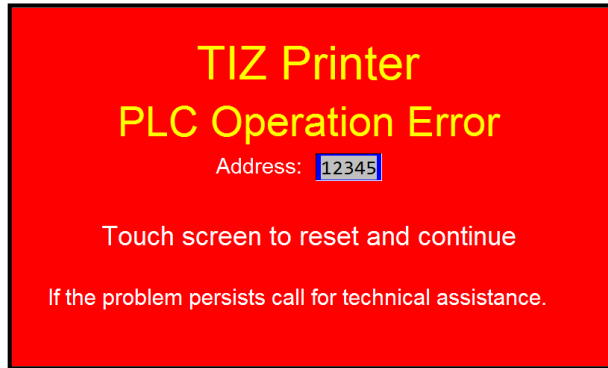 TIZ Printer
PLC Operation Error
Address: 12345
Touch screen to reset and continue
If the problem persists call for technical assistance.